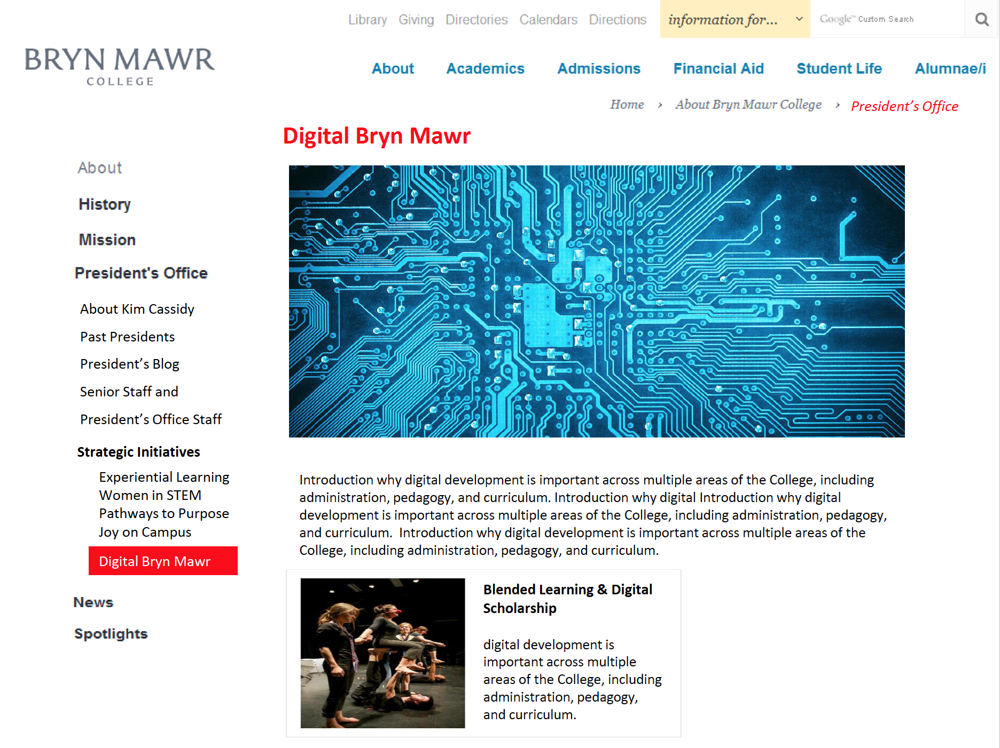 Library Giving Directories Calendars Directions information for... Google™ Custom Search
BRYN MAWR
COLLEGE
About Academics Admissions Financial Aid Student Life Alumnae/i
Home › About Bryn Mawr College › President’s Office
Digital Bryn Mawr
About
History
Mission
President's Office
About Kim Cassidy
Past Presidents
President’s Blog
Senior Staff and
President’s Office Staff
Strategic Initiatives
Experiential Learning
Women in STEM
Pathways to Purpose
Joy on Campus
Digital Bryn Mawr
News
Spotlights
Introduction why digital development is important across multiple areas of the College, including
administration, pedagogy, and curriculum. Introduction why digital Introduction why digital
development is important across multiple areas of the College, including administration, pedagogy,
and curriculum.  Introduction why digital development is important across multiple areas of the
College, including administration, pedagogy, and curriculum.
Blended Learning & Digital
Scholarship
digital development is
important across multiple
areas of the College, including
administration, pedagogy,
and curriculum.